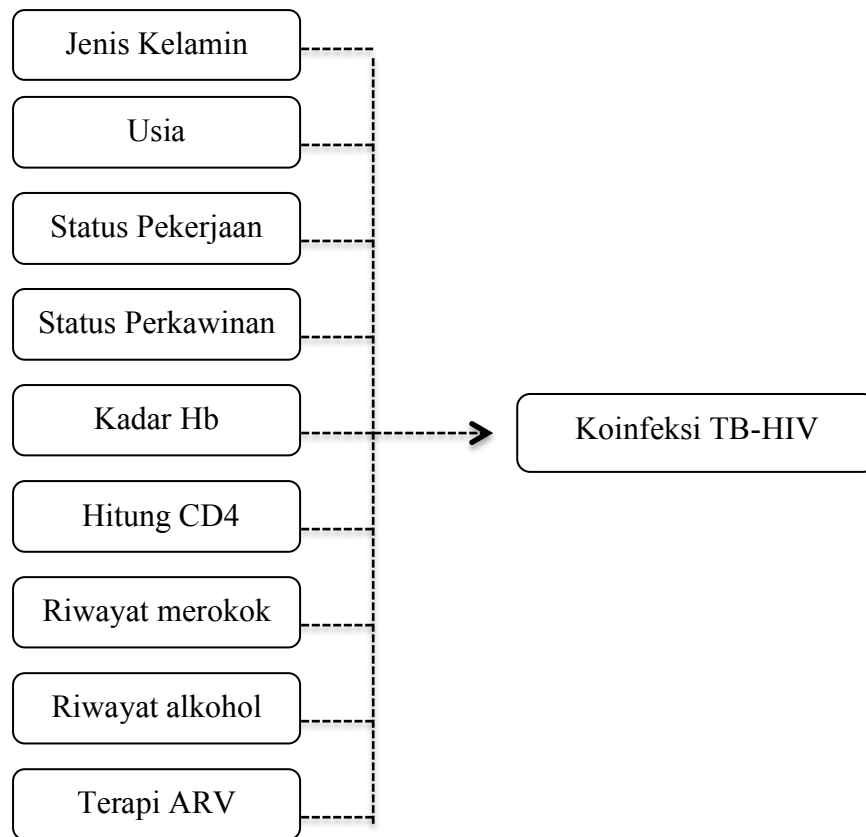 Jenis Kelamin
Usia
Status Pekerjaan
Status Perkawinan
Kadar Hb
Koinfeksi TB-HIV
Hitung CD4
Riwayat merokok
Riwayat alkohol
Terapi ARV